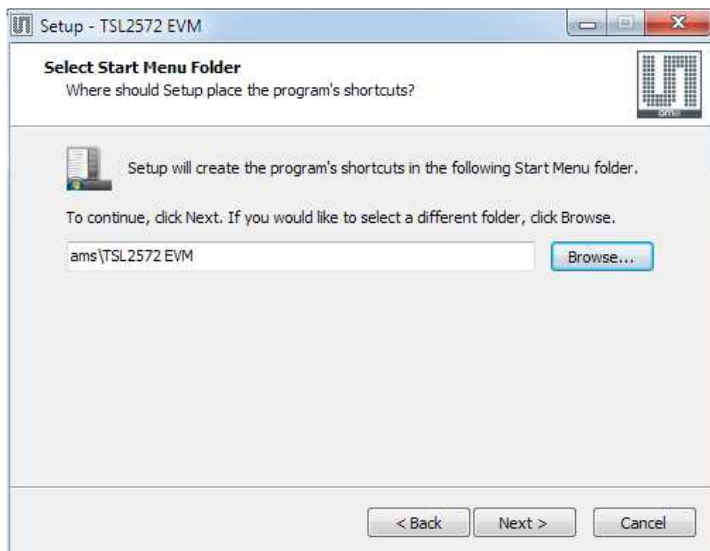 Setup - TSL2572 EVM
Select Start Menu Folder
Where should Setup place the program's shortcuts?
Setup will create the program's shortcuts in the following Start Menu folder.
To continue, click Next. If you would like to select a different folder, click Browse.
ams\TSL2572 EVM
Browse...
< Back
Next >
Cancel